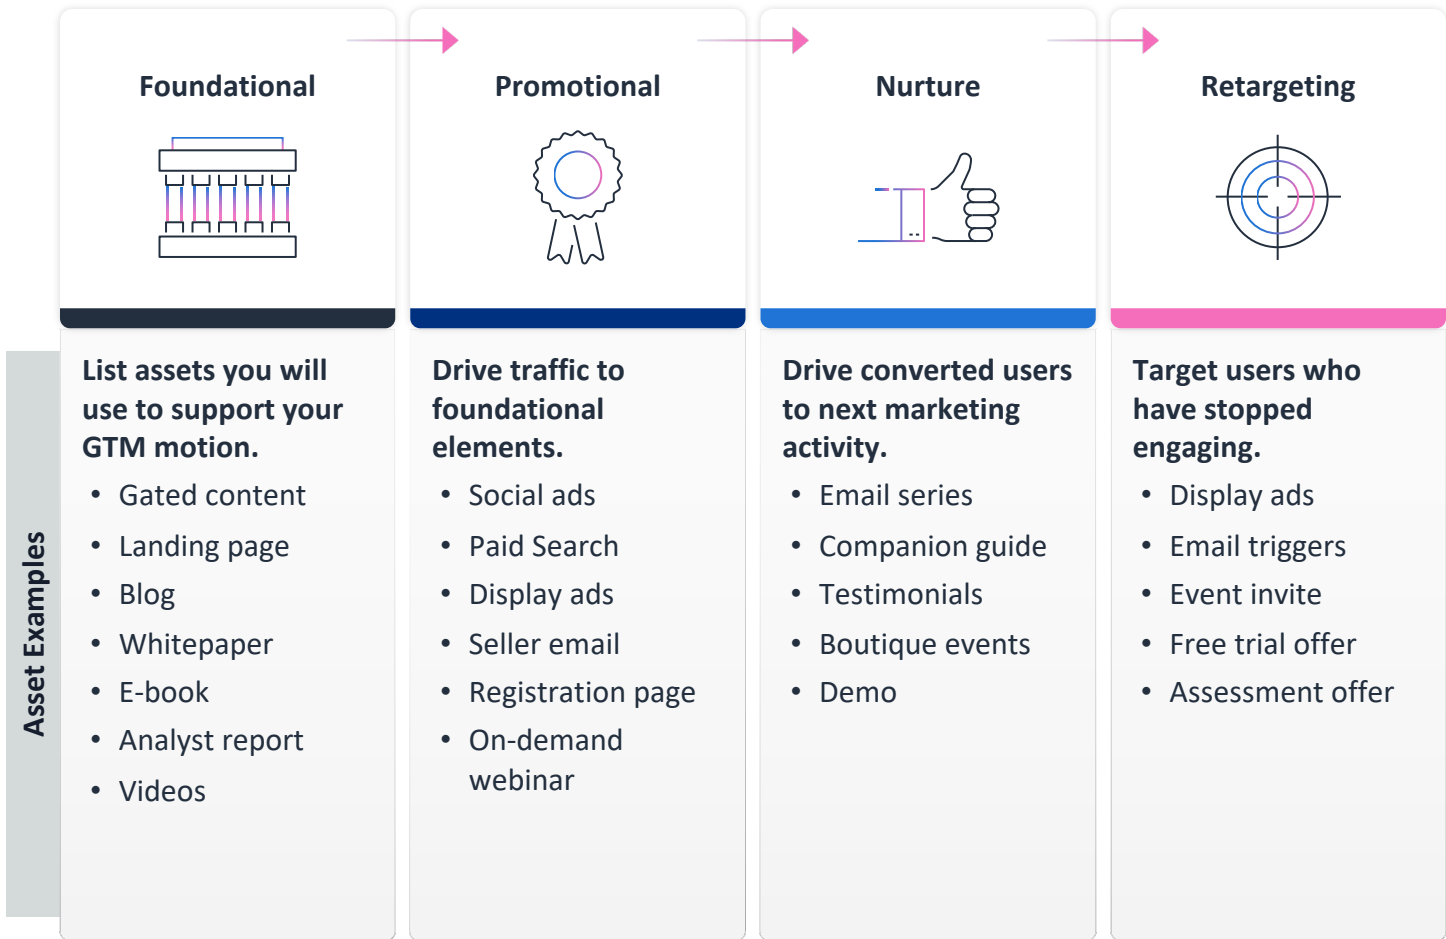 Foundational
Promotional
Nurture
Retargeting
Asset Examples
List assets you will
use to support your
GTM motion.
• Gated content
• Landing page
• Blog
• Whitepaper
• E-book
• Analyst report
• Videos
Drive traffic to
foundational
elements.
• Social ads
• Paid Search
• Display ads
• Seller email
• Registration page
• On-demand
webinar
Drive converted users
to next marketing
activity.
• Email series
• Companion guide
• Testimonials
• Boutique events
• Demo
Target users who
have stopped
engaging.
• Display ads
• Email triggers
• Event invite
• Free trial offer
• Assessment offer